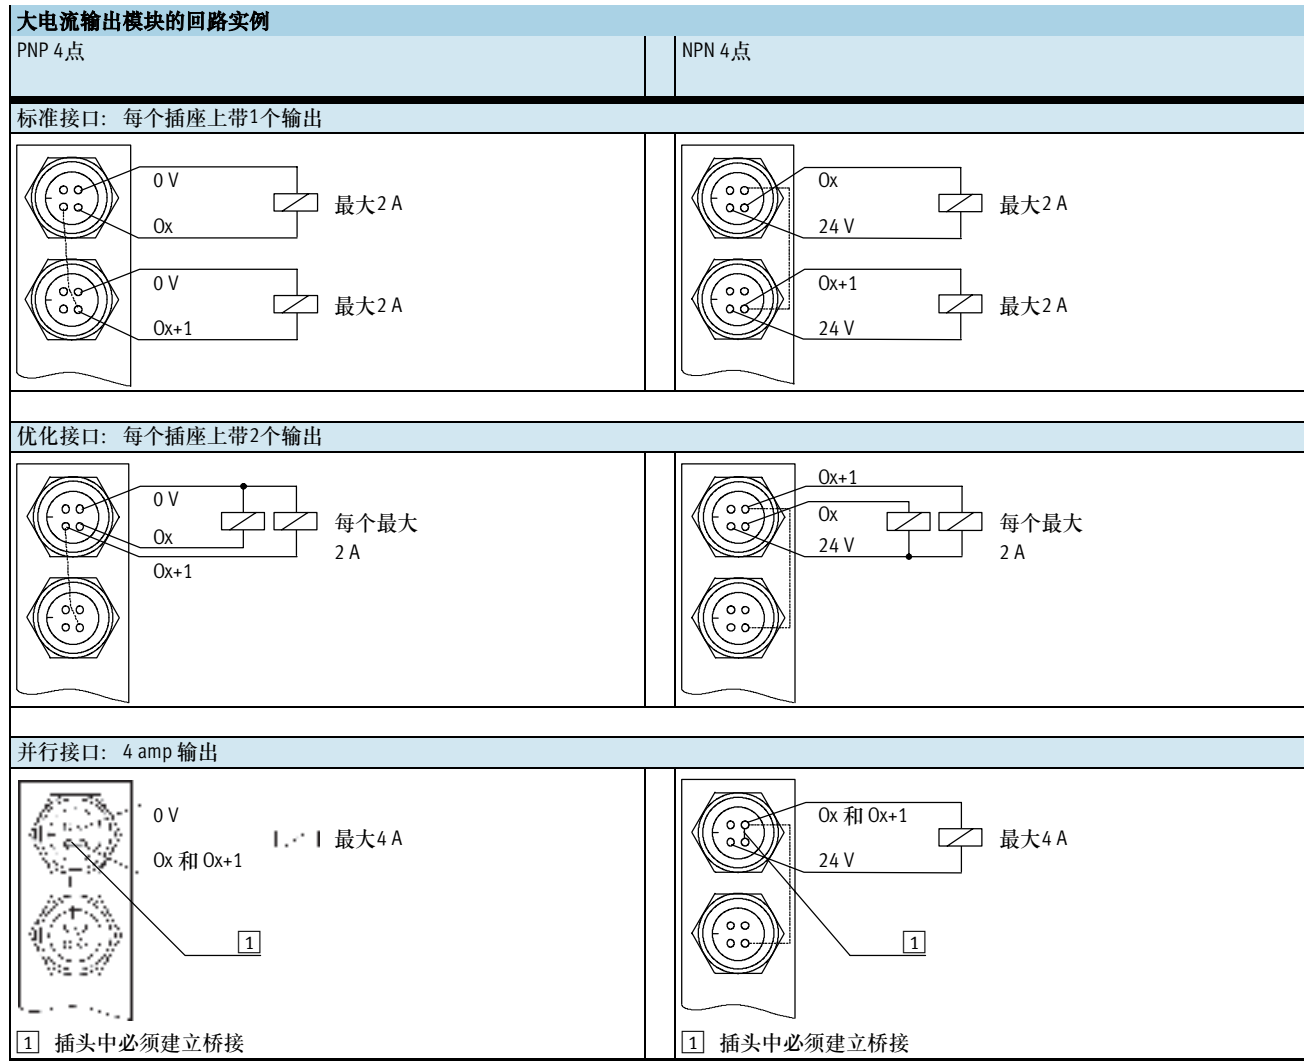 大电流输出模块的回路实例
PNP 4点
NPN 4点
标准接口: 每个插座上带1个输出
0 V
Ox
最大2 A
0 V
Ox+1
最大2 A
Ox
24 V
最大2 A
Ox+1
24 V
最大2 A
优化接口: 每个插座上带2个输出
0 V
Ox
Ox+1
每个最大
2 A
Ox+1
Ox
24 V
每个最大
2 A
并行接口: 4 amp 输出
0 V
Ox 和 Ox+1
最大4 A
1
1 插头中必须建立桥接
Ox 和 Ox+1
24 V
最大4 A
1
1 插头中必须建立桥接